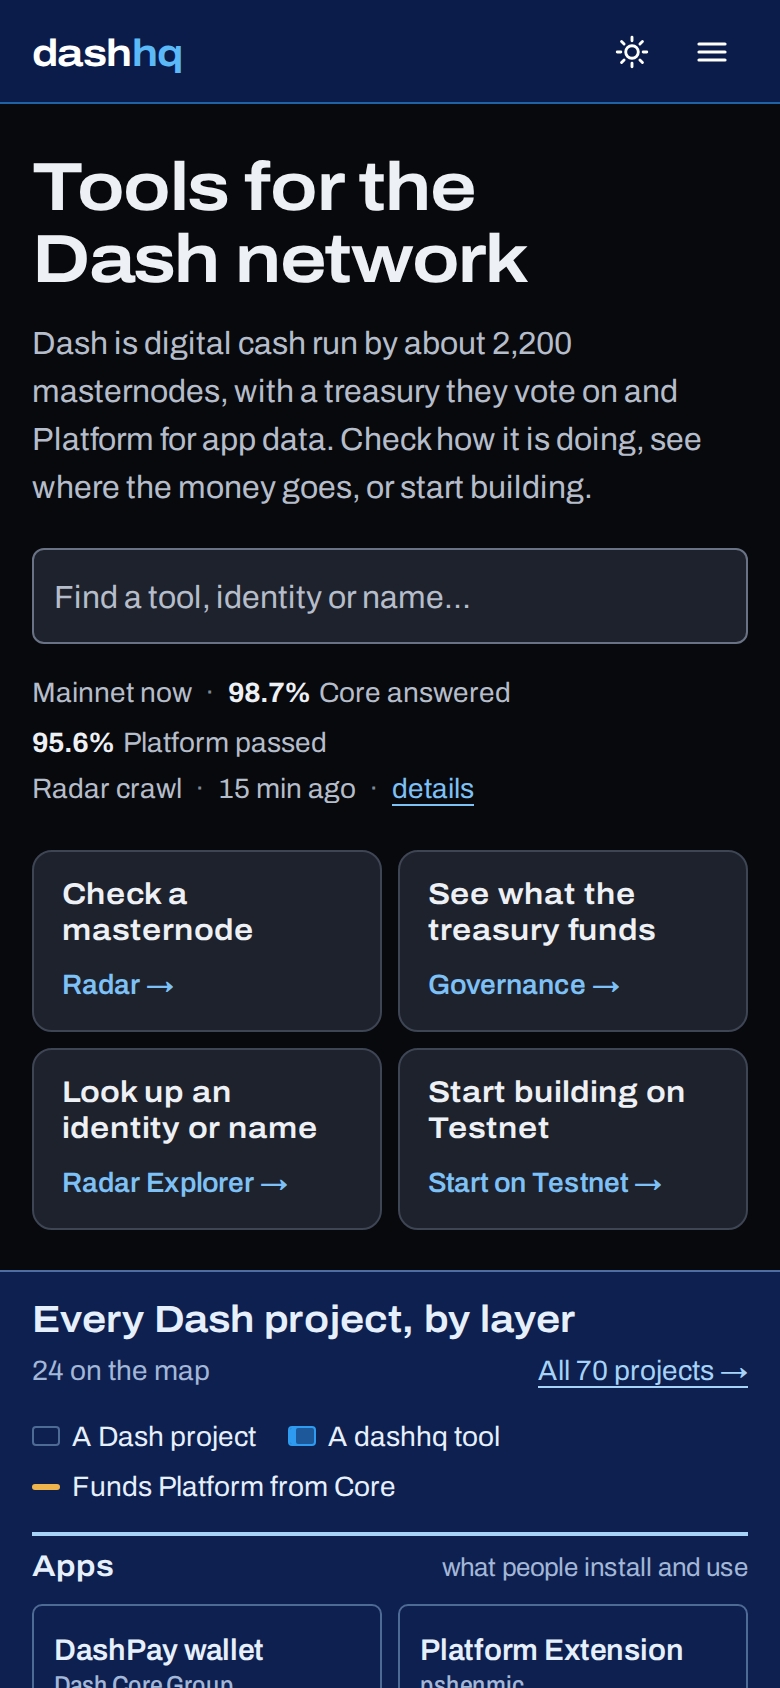 dashhq
Tools for the
Dash network
Dash is digital cash run by about 2,200
masternodes, with a treasury they vote on and
Platform for app data. Check how it is doing, see
where the money goes, or start building.
Find a tool, identity or name...
Mainnet now · 98.7% Core answered
95.6% Platform passed
Radar crawl · 15 min ago · details
Check a
masternode
Radar →
See what the
treasury funds
Governance →
Look up an
identity or name
Radar Explorer →
Start building on
Testnet
Start on Testnet →
Every Dash project, by layer
24 on the map
All 70 projects →
A Dash project
A dashhq tool
Funds Platform from Core
Apps
what people install and use
DashPay wallet
Dash Core Group
Platform Extension
pshenmic